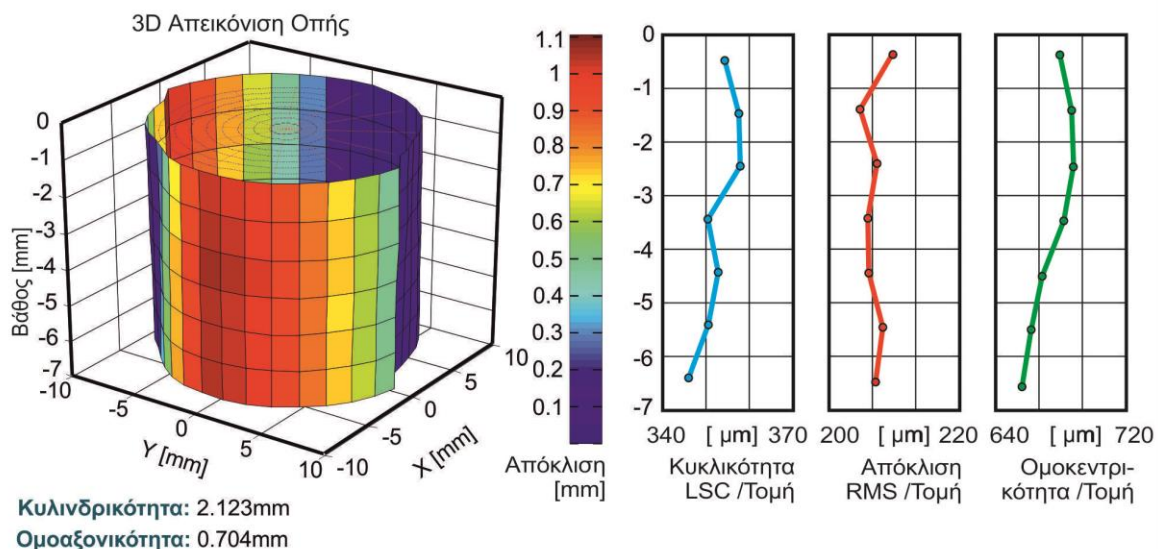 3D Απεικόνιση Οπής
0
-1
-2
-3
-4
-5
-6
-7
Βάθος [mm]
-10
-5
0
5
10
Y [mm]
-10
-5
0
5
10
X [mm]
1.1
1
0.9
0.8
0.7
0.6
0.5
0.4
0.3
0.2
0.1
Απόκλιση
[mm]
0
-1
-2
-3
-4
-5
-6
-7
340 [ μm] 370
Κυκλικότητα
LSC /Τομή
200 [ μm] 220
Απόκλιση
RMS /Τομή
640 [ μm] 720
Ομοκεντρι-
κότητα /Τομή
Κυλινδρικότητα: 2.123mm
Ομοαξονικότητα: 0.704mm